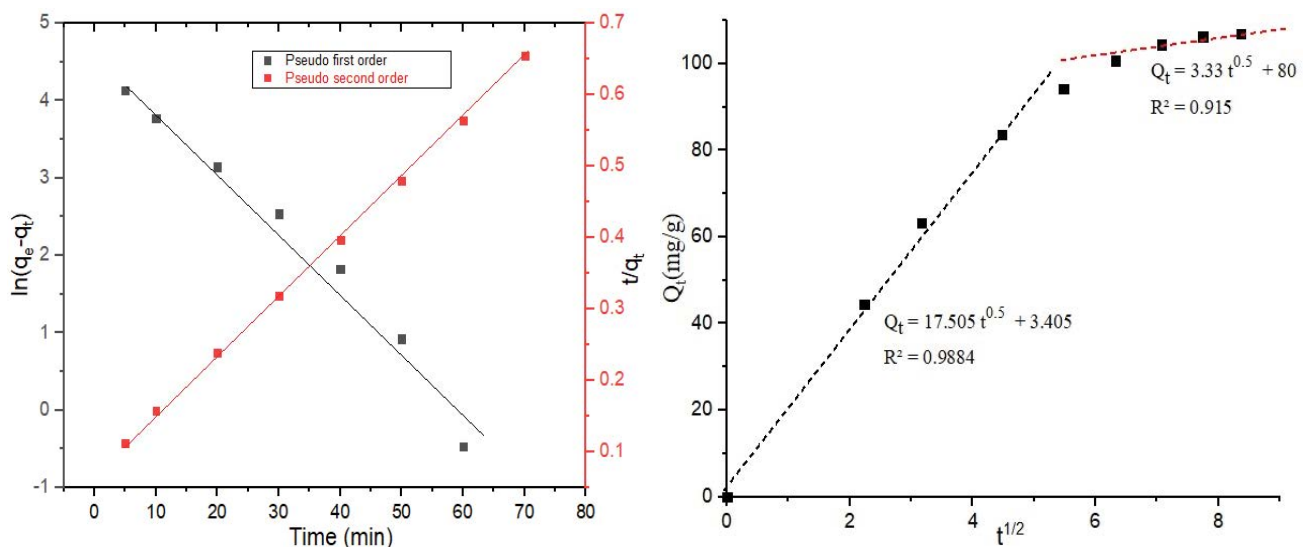 5
4
3
2
1
0
-1
ln(qₑ-qₜ)
Pseudo first order
Pseudo second order
0.7
0.6
0.5
0.4
0.3
0.2
0.1
t/qₜ
0 10 20 30 40 50 60 70 80
Time (min)
100
80
60
40
20
0
Qₜ(mg/g)
Qₜ = 3.33 t^0.5 + 80
R² = 0.915
Qₜ = 17.505 t^0.5 + 3.405
R² = 0.9884
0 2 4 6 8
t^1/2